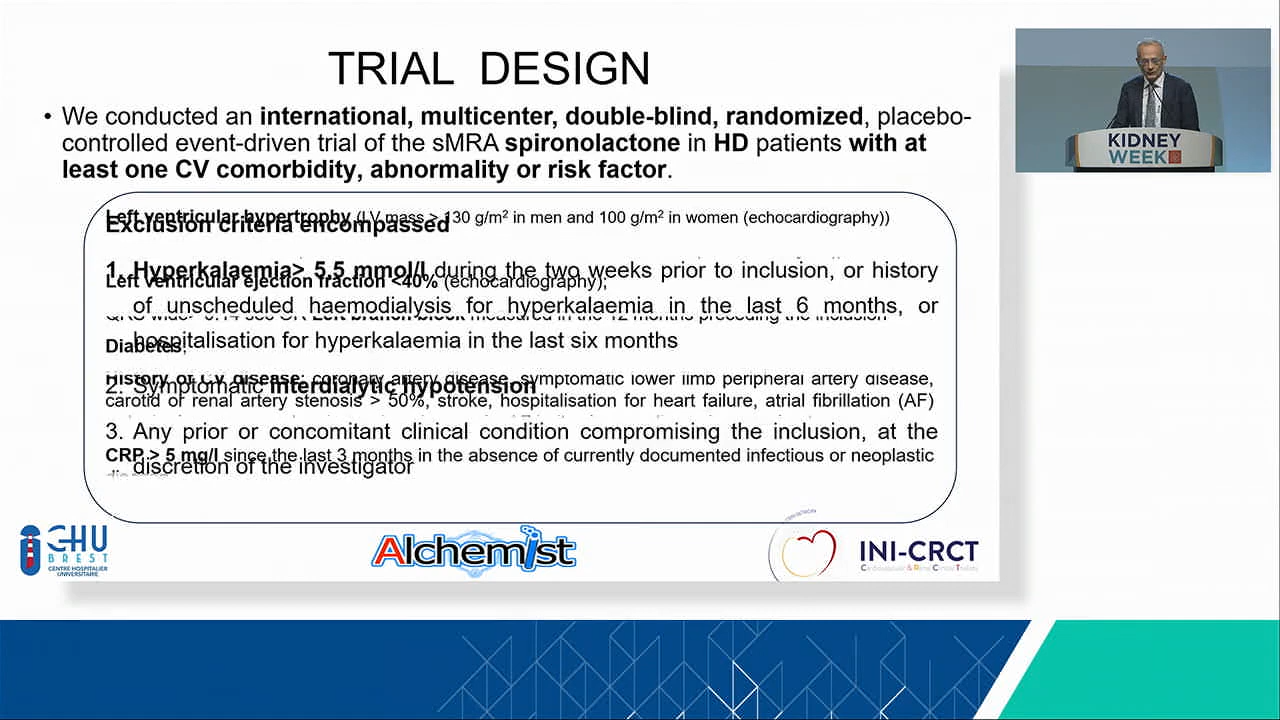 TRIAL DESIGN
• We conducted an international, multicenter, double-blind, randomized, placebo-
controlled event-driven trial of the sMRA spironolactone in HD patients with at
least one CV comorbidity, abnormality or risk factor.
Left ventricular hypertrophy (LV mass > 130 g/m² in men and 100 g/m² in women (echocardiography))
Exclusion criteria encompassed
1. Hyperkalaemia> 5.5 mmol/l during the two weeks prior to inclusion, or history
Left ventricular ejection fraction <40% (echocardiography);
of unscheduled haemodialysis for hyperkalaemia in the last 6 months, or
Left branch block measured in the 12 months preceding the inclusion
hospitalisation for hyperkalaemia in the last six months
Diabetes;
History of CV disease: coronary artery disease, symptomatic lower limb peripheral artery disease,
2. Symptomatic interdialytic hypotension
carotid or renal artery stenosis > 50%, stroke, hospitalisation for heart failure, atrial fibrillation (AF)
3. Any prior or concomitant clinical condition compromising the inclusion, at the
CRP > 5 mg/l since the last 3 months in the absence of currently documented infectious or neoplastic
discretion of the investigator
CHU
BREST
CENTRE HOSPITALIER
UNIVERSITAIRE
Alchemist
INI-CRCT
Cardiovascular & Renal Clinical Trialists
KIDNEY
WEEK